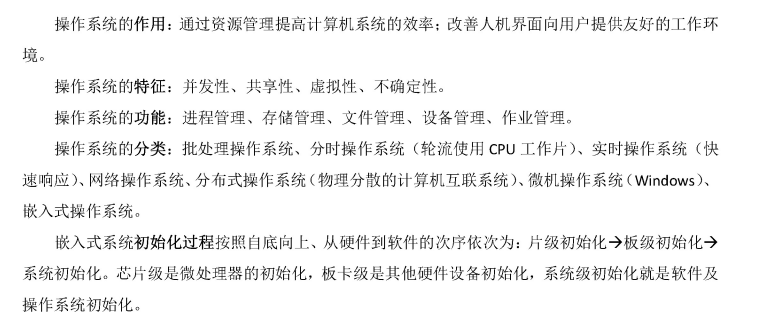 操作系统的作用：通过资源管理提高计算机系统的效率；改善人机界面向用户提供友好的工作环
境。
操作系统的特征：并发性、共享性、虚拟性、不确定性。
操作系统的功能：进程管理、存储管理、文件管理、设备管理、作业管理。
操作系统的分类：批处理操作系统、分时操作系统（轮流使用 CPU 工作片）、实时操作系统（快
速响应）、网络操作系统、分布式操作系统（物理分散的计算机互联系统）、微机操作系统（Windows）、
嵌入式操作系统。
嵌入式系统初始化过程按照自底向上、从硬件到软件的次序依次为：片级初始化→板级初始化→
系统初始化。芯片级是微处理器的初始化，板卡级是其他硬件设备初始化，系统级初始化就是软件及
操作系统初始化。